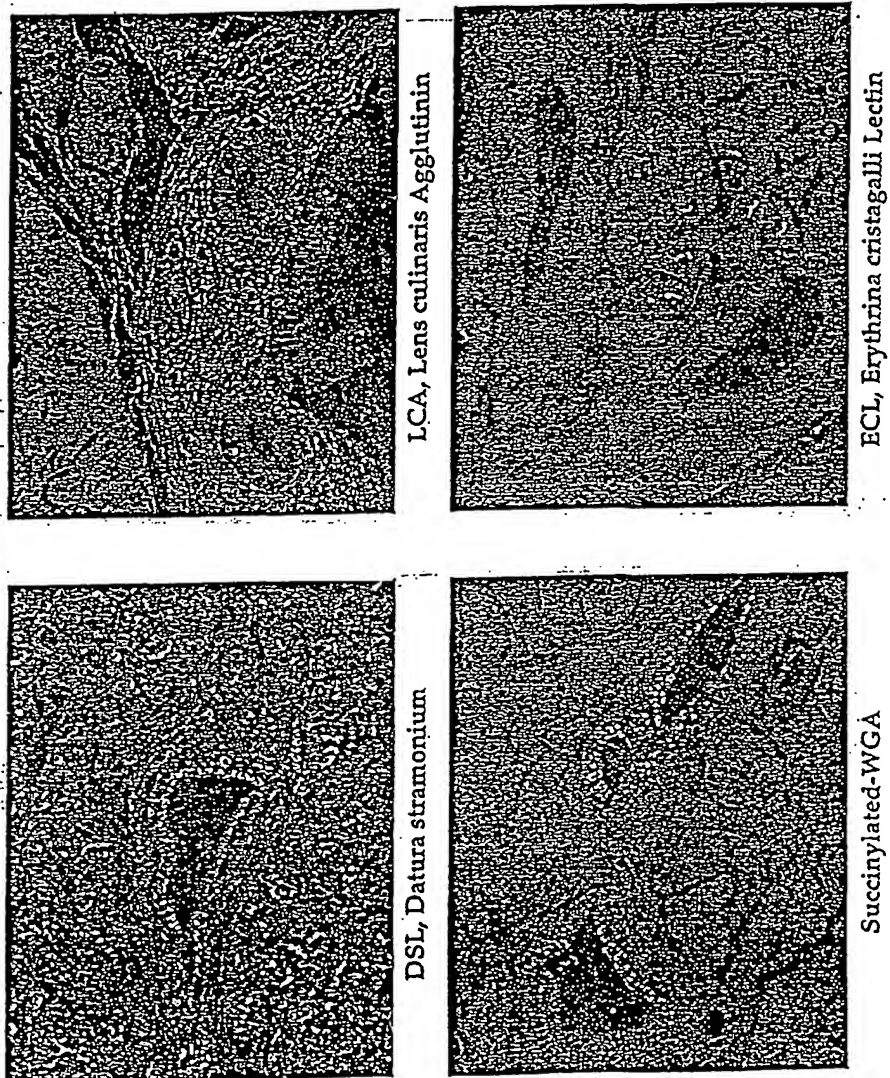 DSL, Datura stramonium
LCA, Lens culinaris Agglutinin
Succinylated-WGA
ECL, Erythrina cristagalli Lectin